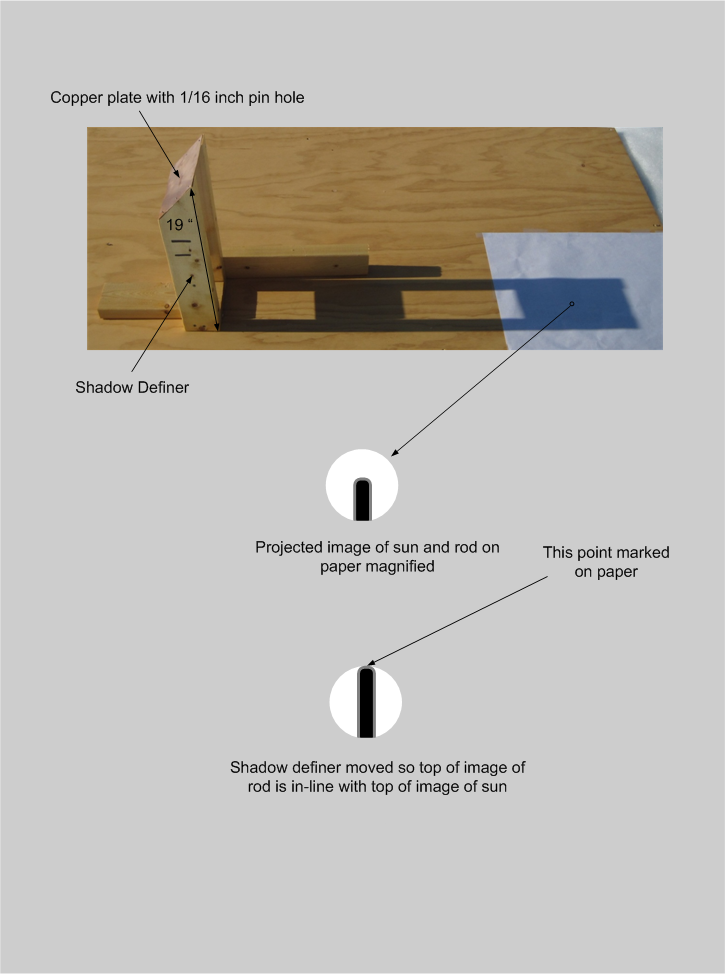 Copper plate with 1/16 inch pin hole
19 “
Shadow Definer
Projected image of sun and rod on
paper magnified
This point marked
on paper
Shadow definer moved so top of image of
rod is in-line with top of image of sun